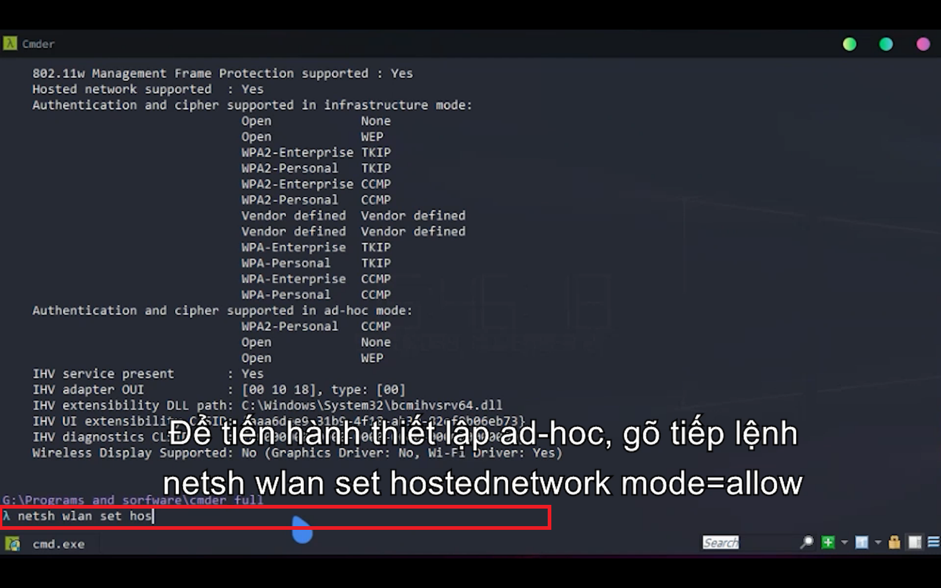 Cmder
802.11w Management Frame Protection supported : Yes
Hosted network supported : Yes
Authentication and cipher supported in infrastructure mode:
Open None
Open WEP
WPA2-Enterprise TKIP
WPA2-Personal TKIP
WPA2-Enterprise CCMP
WPA2-Personal CCMP
Vendor defined Vendor defined
Vendor defined Vendor defined
WPA-Enterprise TKIP
WPA-Personal TKIP
WPA-Enterprise CCMP
WPA-Personal CCMP
Authentication and cipher supported in ad-hoc mode:
WPA2-Personal CCMP
Open None
Open WEP
IHV service present : Yes
IHV adapter OUI : [00 10 18], type: [00]
IHV extensibility DLL path: C:\Windows\System32\bcmihvsrv64.dll
IHV UI extensibility
IHV diagnostics
Wireless Display Supported: No (Graphics Driver: No, Wi-Fi Driver: Yes)
Để tiến hành thiết lập ad-hoc, gõ tiếp lệnh
netsh wlan set hostednetwork mode=allow
G:\Programs and sorfware\cmder full
λ netsh wlan set hos
cmd.exe
Search